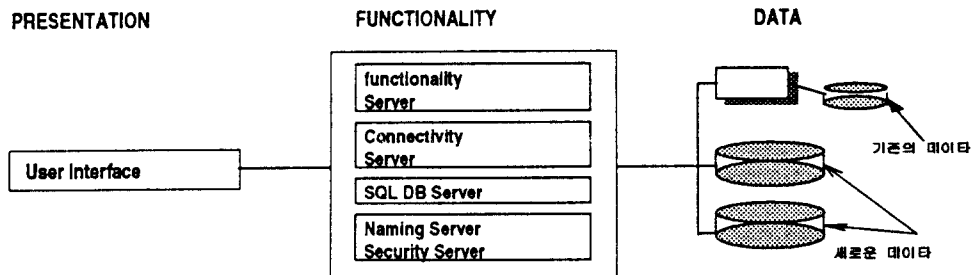 PRESENTATION
FUNCTIONALITY
DATA
functionality
Server
Connectivity
Server
SQL DB Server
Naming Server
Security Server
User Interface
기존의 데이타
새로운 데이타